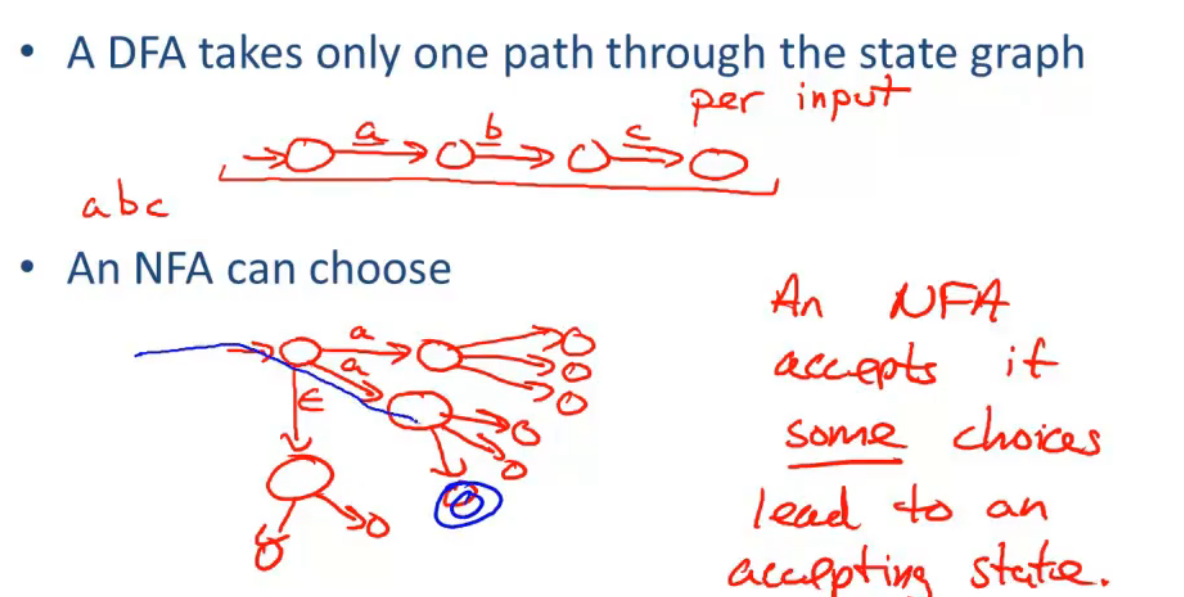 • A DFA takes only one path through the state graph
per input
a b c
abc
• An NFA can choose
An NFA
accepts if
some choices
lead to an
accepting state.
a
a
ϵ